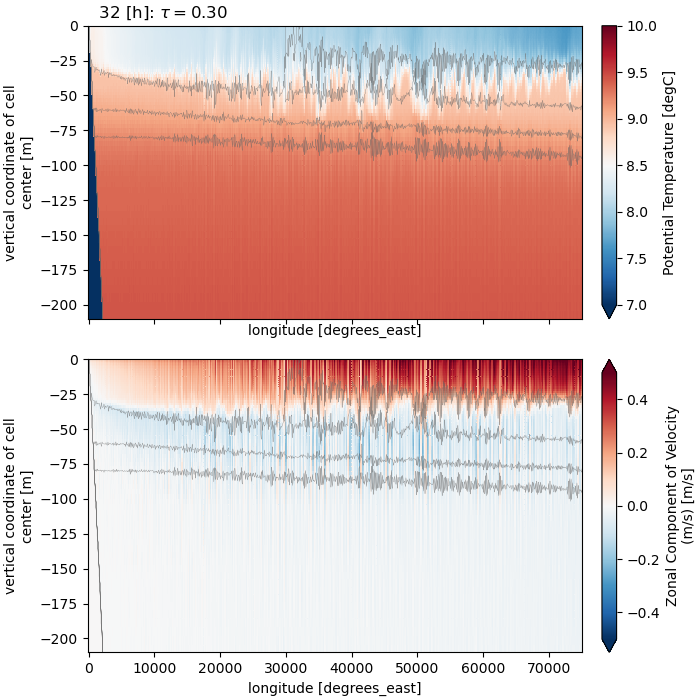 32 [h]: τ = 0.30
0
−25
−50
−75
−100
−125
−150
−175
−200
vertical coordinate of cell
center [m]
longitude [degrees_east]
10.0
9.5
9.0
8.5
8.0
7.5
7.0
Potential Temperature [degC]
0
−25
−50
−75
−100
−125
−150
−175
−200
vertical coordinate of cell
center [m]
0 10000 20000 30000 40000 50000 60000 70000
longitude [degrees_east]
0.4
0.2
0.0
−0.2
−0.4
Zonal Component of Velocity
(m/s) [m/s]